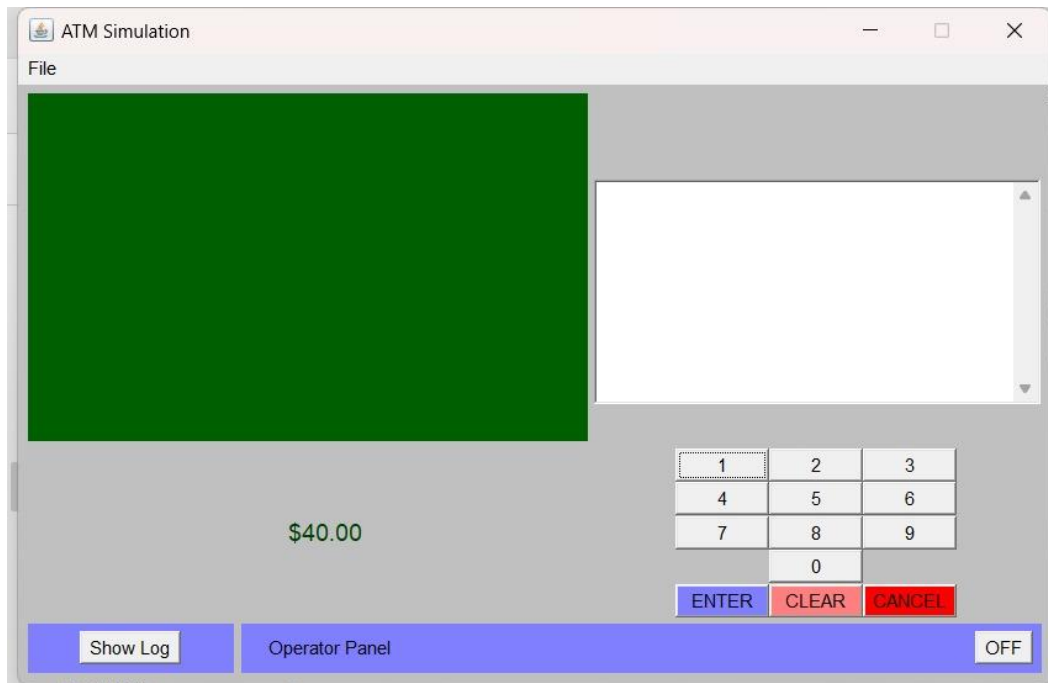 ATM Simulation
File
1 2 3
4 5 6
$40.00
7 8 9
0
ENTER CLEAR CANCEL
Show Log
Operator Panel
OFF